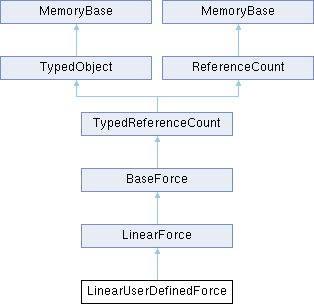 MemoryBase
MemoryBase
TypedObject
ReferenceCount
TypedReferenceCount
BaseForce
LinearForce
LinearUserDefinedForce